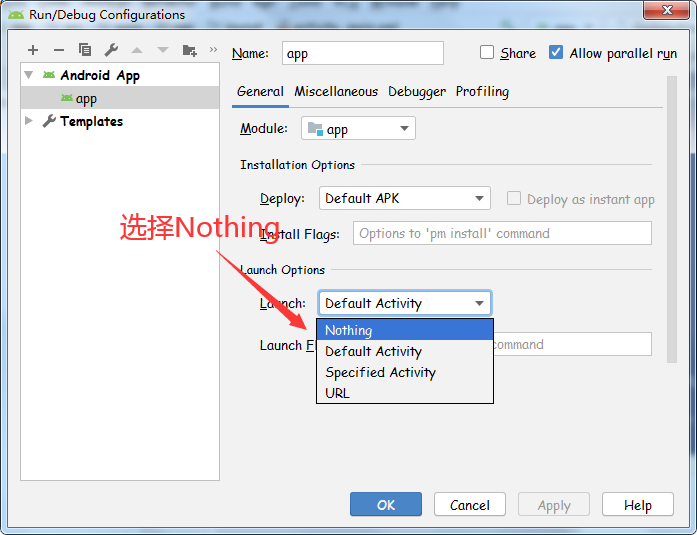 Run/Debug Configurations
Name: app
Share
Allow parallel run
Android App
app
Templates
General Miscellaneous Debugger Profiling
Module: app
Installation Options
Deploy: Default APK
Deploy as instant app
选择Nothing
Install Flags: Options to 'pm install' command
Launch Options
Launch: Default Activity
Nothing
Default Activity
Specified Activity
URL
Launch F
command
OK Cancel Apply Help